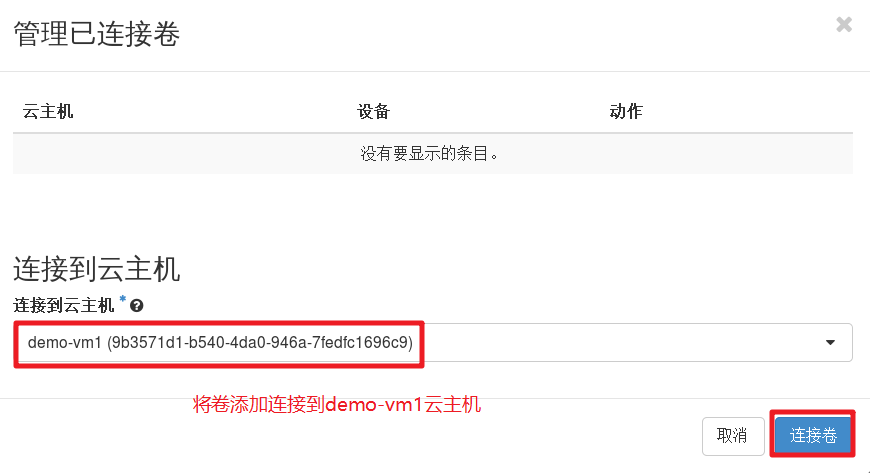 管理已连接卷
云主机 设备 动作
没有要显示的条目。
连接到云主机
连接到云主机 *
demo-vm1 (9b3571d1-b540-4da0-946a-7fedfc1696c9)
将卷添加连接到demo-vm1云主机
取消 连接卷